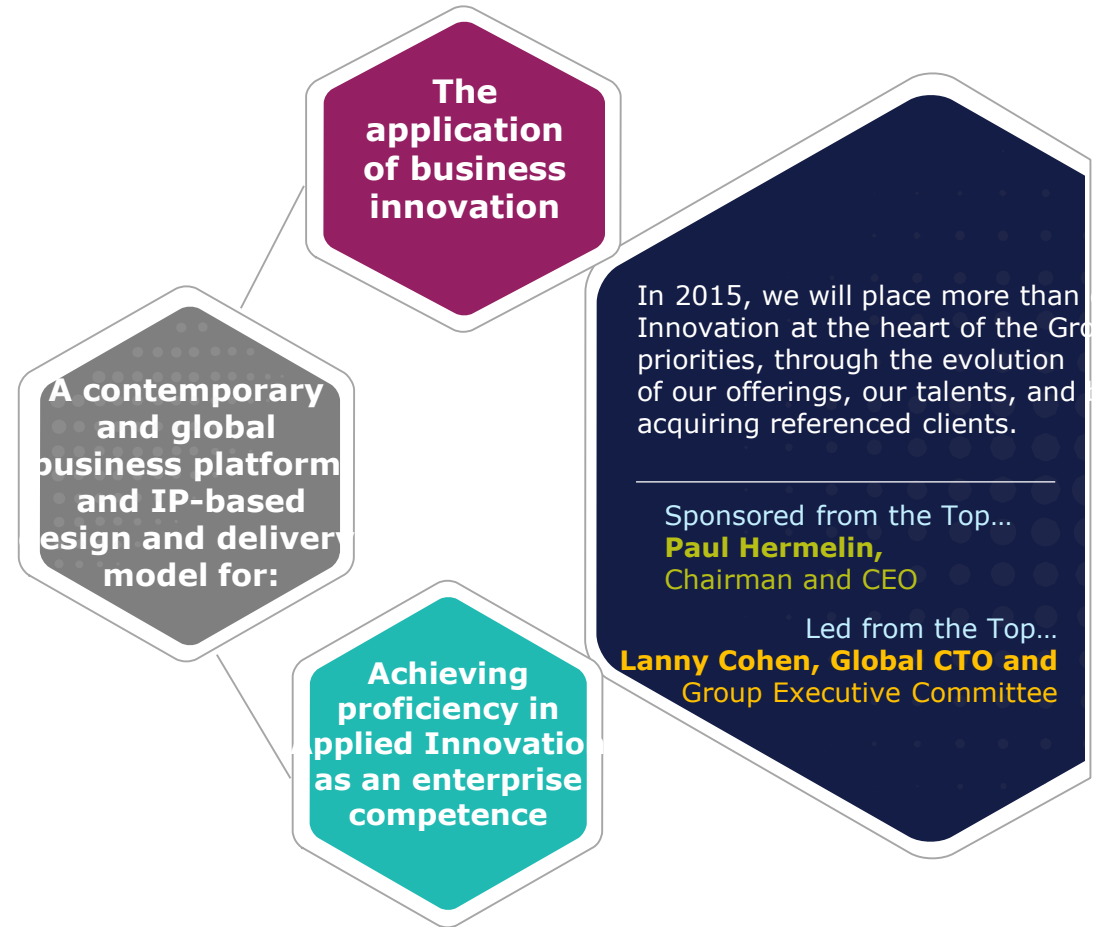 The
application
of business
innovation
A contemporary
and global
business platform
and IP-based
design and delivery
model for:
Achieving
proficiency in
Applied Innovation
as an enterprise
competence
In 2015, we will place more than
Innovation at the heart of the
priorities, through the evolution
of our offerings, our talents, and
acquiring referenced clients.
Sponsored from the Top…
Paul Hermelin,
Chairman and CEO
Led from the Top…
Lanny Cohen, Global CTO and
Group Executive Committee